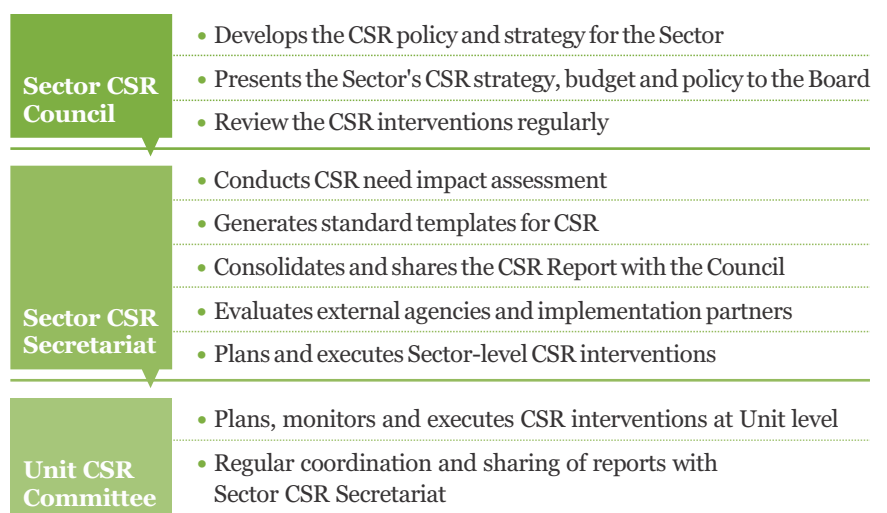 Sector CSR
Council
• Develops the CSR policy and strategy for the Sector
• Presents the Sector's CSR strategy, budget and policy to the Board
• Review the CSR interventions regularly
Sector CSR
Secretariat
• Conducts CSR need impact assessment
• Generates standard templates for CSR
• Consolidates and shares the CSR Report with the Council
• Evaluates external agencies and implementation partners
• Plans and executes Sector-level CSR interventions
Unit CSR
Committee
• Plans, monitors and executes CSR interventions at Unit level
• Regular coordination and sharing of reports with
Sector CSR Secretariat